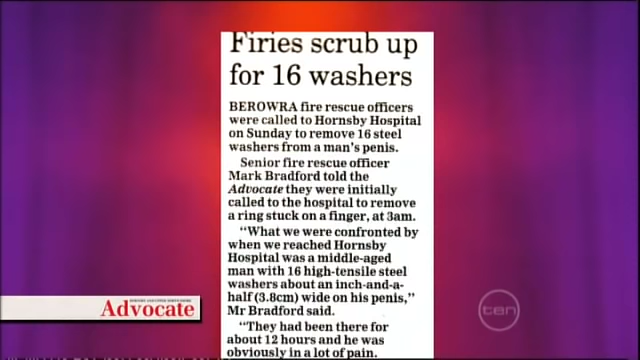 Firies scrub up
for 16 washers
BEROWRA fire rescue officers
were called to Hornsby Hospital
on Sunday to remove 16 steel
washers from a man's penis.
Senior fire rescue officer
Mark Bradford told the
Advocate they were initially
called to the hospital to remove
a ring stuck on a finger, at 3am.
"What we were confronted by
when we reached Hornsby
Hospital was a middle-aged
man with 16 high-tensile steel
washers about an inch-and-a-
half (3.8cm) wide on his penis,"
Mr Bradford said.
"They had been there for
about 12 hours and he was
obviously in a lot of pain.
Advocate
ten